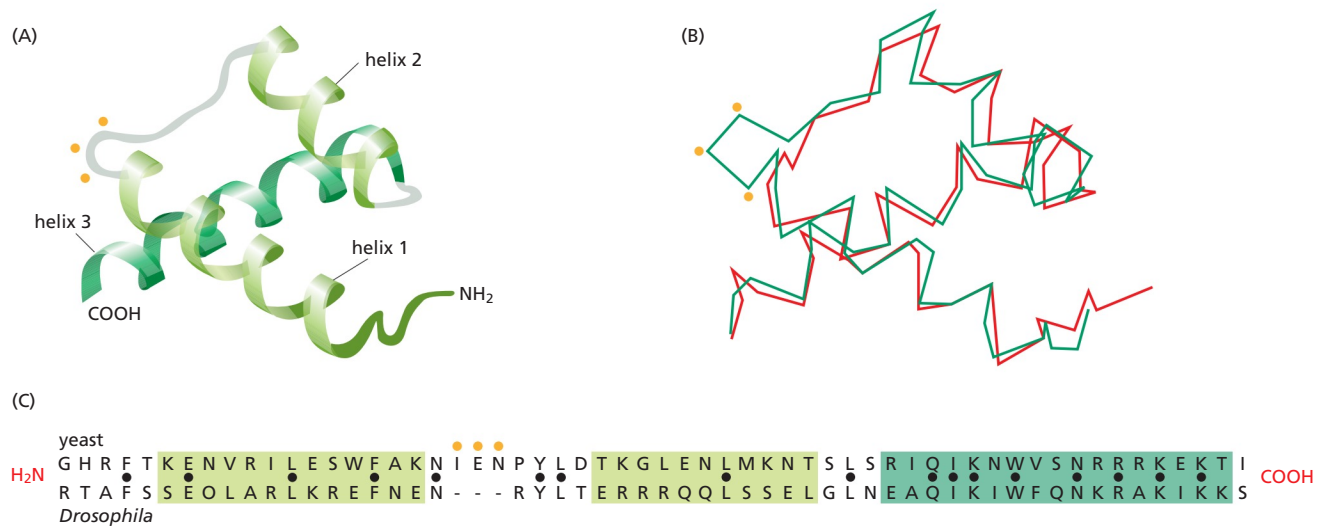 (A)
helix 2
helix 3
helix 1
NH2
COOH
(B)
(C)
yeast
H2N
G H R F T K E N V R I L E S W F A K N I E N P Y L D T K G L E N L M K N T S L S R I Q I K N W V S N R R R K E K T I
R T A F S S E O L A R L K R E F N E N - - - R Y L T E R R R Q Q L S S E L G L N E A Q I K I W F Q N K R A K I K K S
COOH
Drosophila